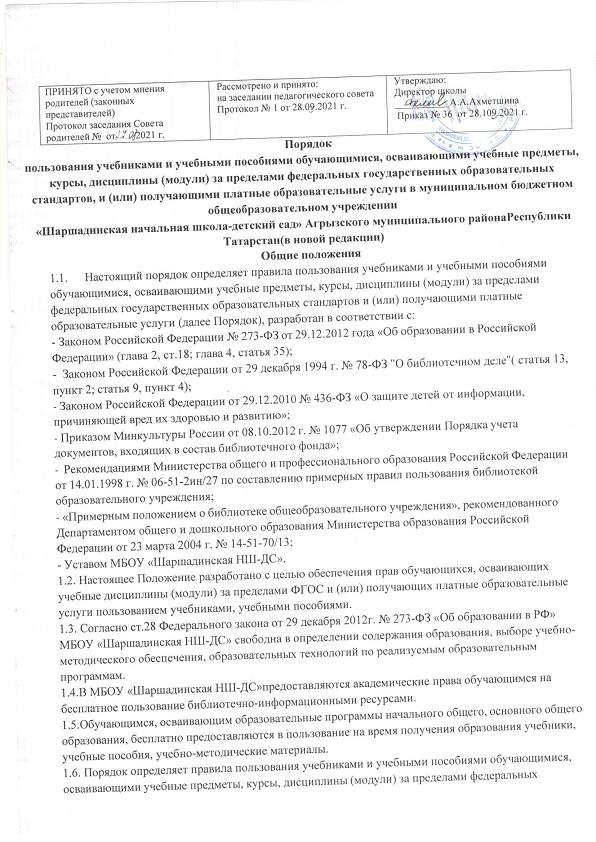 ПРИНЯТО с учетом мнения
родителей (законных
представителей)
Протокол заседания Совета
родителей № от 2021 г.
Рассмотрено и принято:
на заседании педагогического совета
Протокол № 1 от 28.09.2021 г.
Утверждаю:
Директор школы
А.А.Ахметшина
Приказ № 36 от 28.109.2021 г.
Порядок
пользования учебниками и учебными пособиями обучающимися, осваивающими учебные предметы,
курсы, дисциплины (модули) за пределами федеральных государственных образовательных
стандартов, и (или) получающими платные образовательные услуги в муниципальном бюджетном
общеобразовательном учреждении
«Шаршадинская начальная школа-детский сад» Агрызского муниципального районаРеспублики
Татарстан(в новой редакции)
Общие положения
1.1. Настоящий порядок определяет правила пользования учебниками и учебными пособиями
обучающимися, осваивающими учебные предметы, курсы, дисциплины (модули) за пределами
федеральных государственных образовательных стандартов и (или) получающими платные
образовательные услуги (далее Порядок), разработан в соответствии с:
- Законом Российской Федерации № 273-ФЗ от 29.12.2012 года «Об образовании в Российской
Федерации» (глава 2, ст.18; глава 4, статья 35);
- Законом Российской Федерации от 29 декабря 1994 г. № 78-ФЗ "О библиотечном деле"( статья 13,
пункт 2; статья 9, пункт 4);
- Законом Российской Федерации от 29.12.2010 № 436-ФЗ «О защите детей от информации,
причиняющей вред их здоровью и развитию»;
- Приказом Минкультуры России от 08.10.2012 г. № 1077 «Об утверждении Порядка учета
документов, входящих в состав библиотечного фонда»;
- Рекомендациями Министерства общего и профессионального образования Российской Федерации
от 14.01.1998 г. № 06-51-2ин/27 по составлению примерных правил пользования библиотекой
образовательного учреждения;
- «Примерным положением о библиотеке общеобразовательного учреждения», рекомендованного
Департаментом общего и дошкольного образования Министерства образования Российской
Федерации от 23 марта 2004 г. № 14-51-70/13;
- Уставом МБОУ «Шаршадинская НШ-ДС».
1.2. Настоящее Положение разработано с целью обеспечения прав обучающихся, осваивающих
учебные дисциплины (модули) за пределами ФГОС и (или) получающих платные образовательные
услуги пользованием учебниками, учебными пособиями.
1.3. Согласно ст.28 Федерального закона от 29 декабря 2012г. № 273-ФЗ «Об образовании в РФ»
МБОУ «Шаршадинская НШ-ДС» свободна в определении содержания образования, выборе учебно-
методического обеспечения, образовательных технологий по реализуемым образовательным
программам.
1.4.В МБОУ «Шаршадинская НШ-ДС»предоставляются академические права обучающимся на
бесплатное пользование библиотечно-информационными ресурсами.
1.5.Обучающимся, осваивающим образовательные программы начального общего, основного общего
образования, бесплатно предоставляются в пользование на время получения образования учебники,
учебные пособия, учебно-методические материалы.
1.6. Порядок определяет правила пользования учебниками и учебными пособиями обучающимися,
осваивающими учебные предметы, курсы, дисциплины (модули) за пределами федеральных